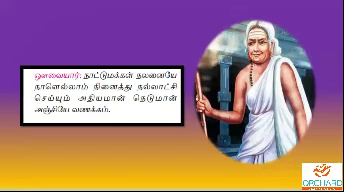 ஔவையார்: நாட்டுமக்கள் நலனையே
நாளெல்லாம் நினைத்து நல்லாட்சி
செய்யும் அதியமான் நெடுமான்
அஞ்சியே வணக்கம்.
ORCHARD